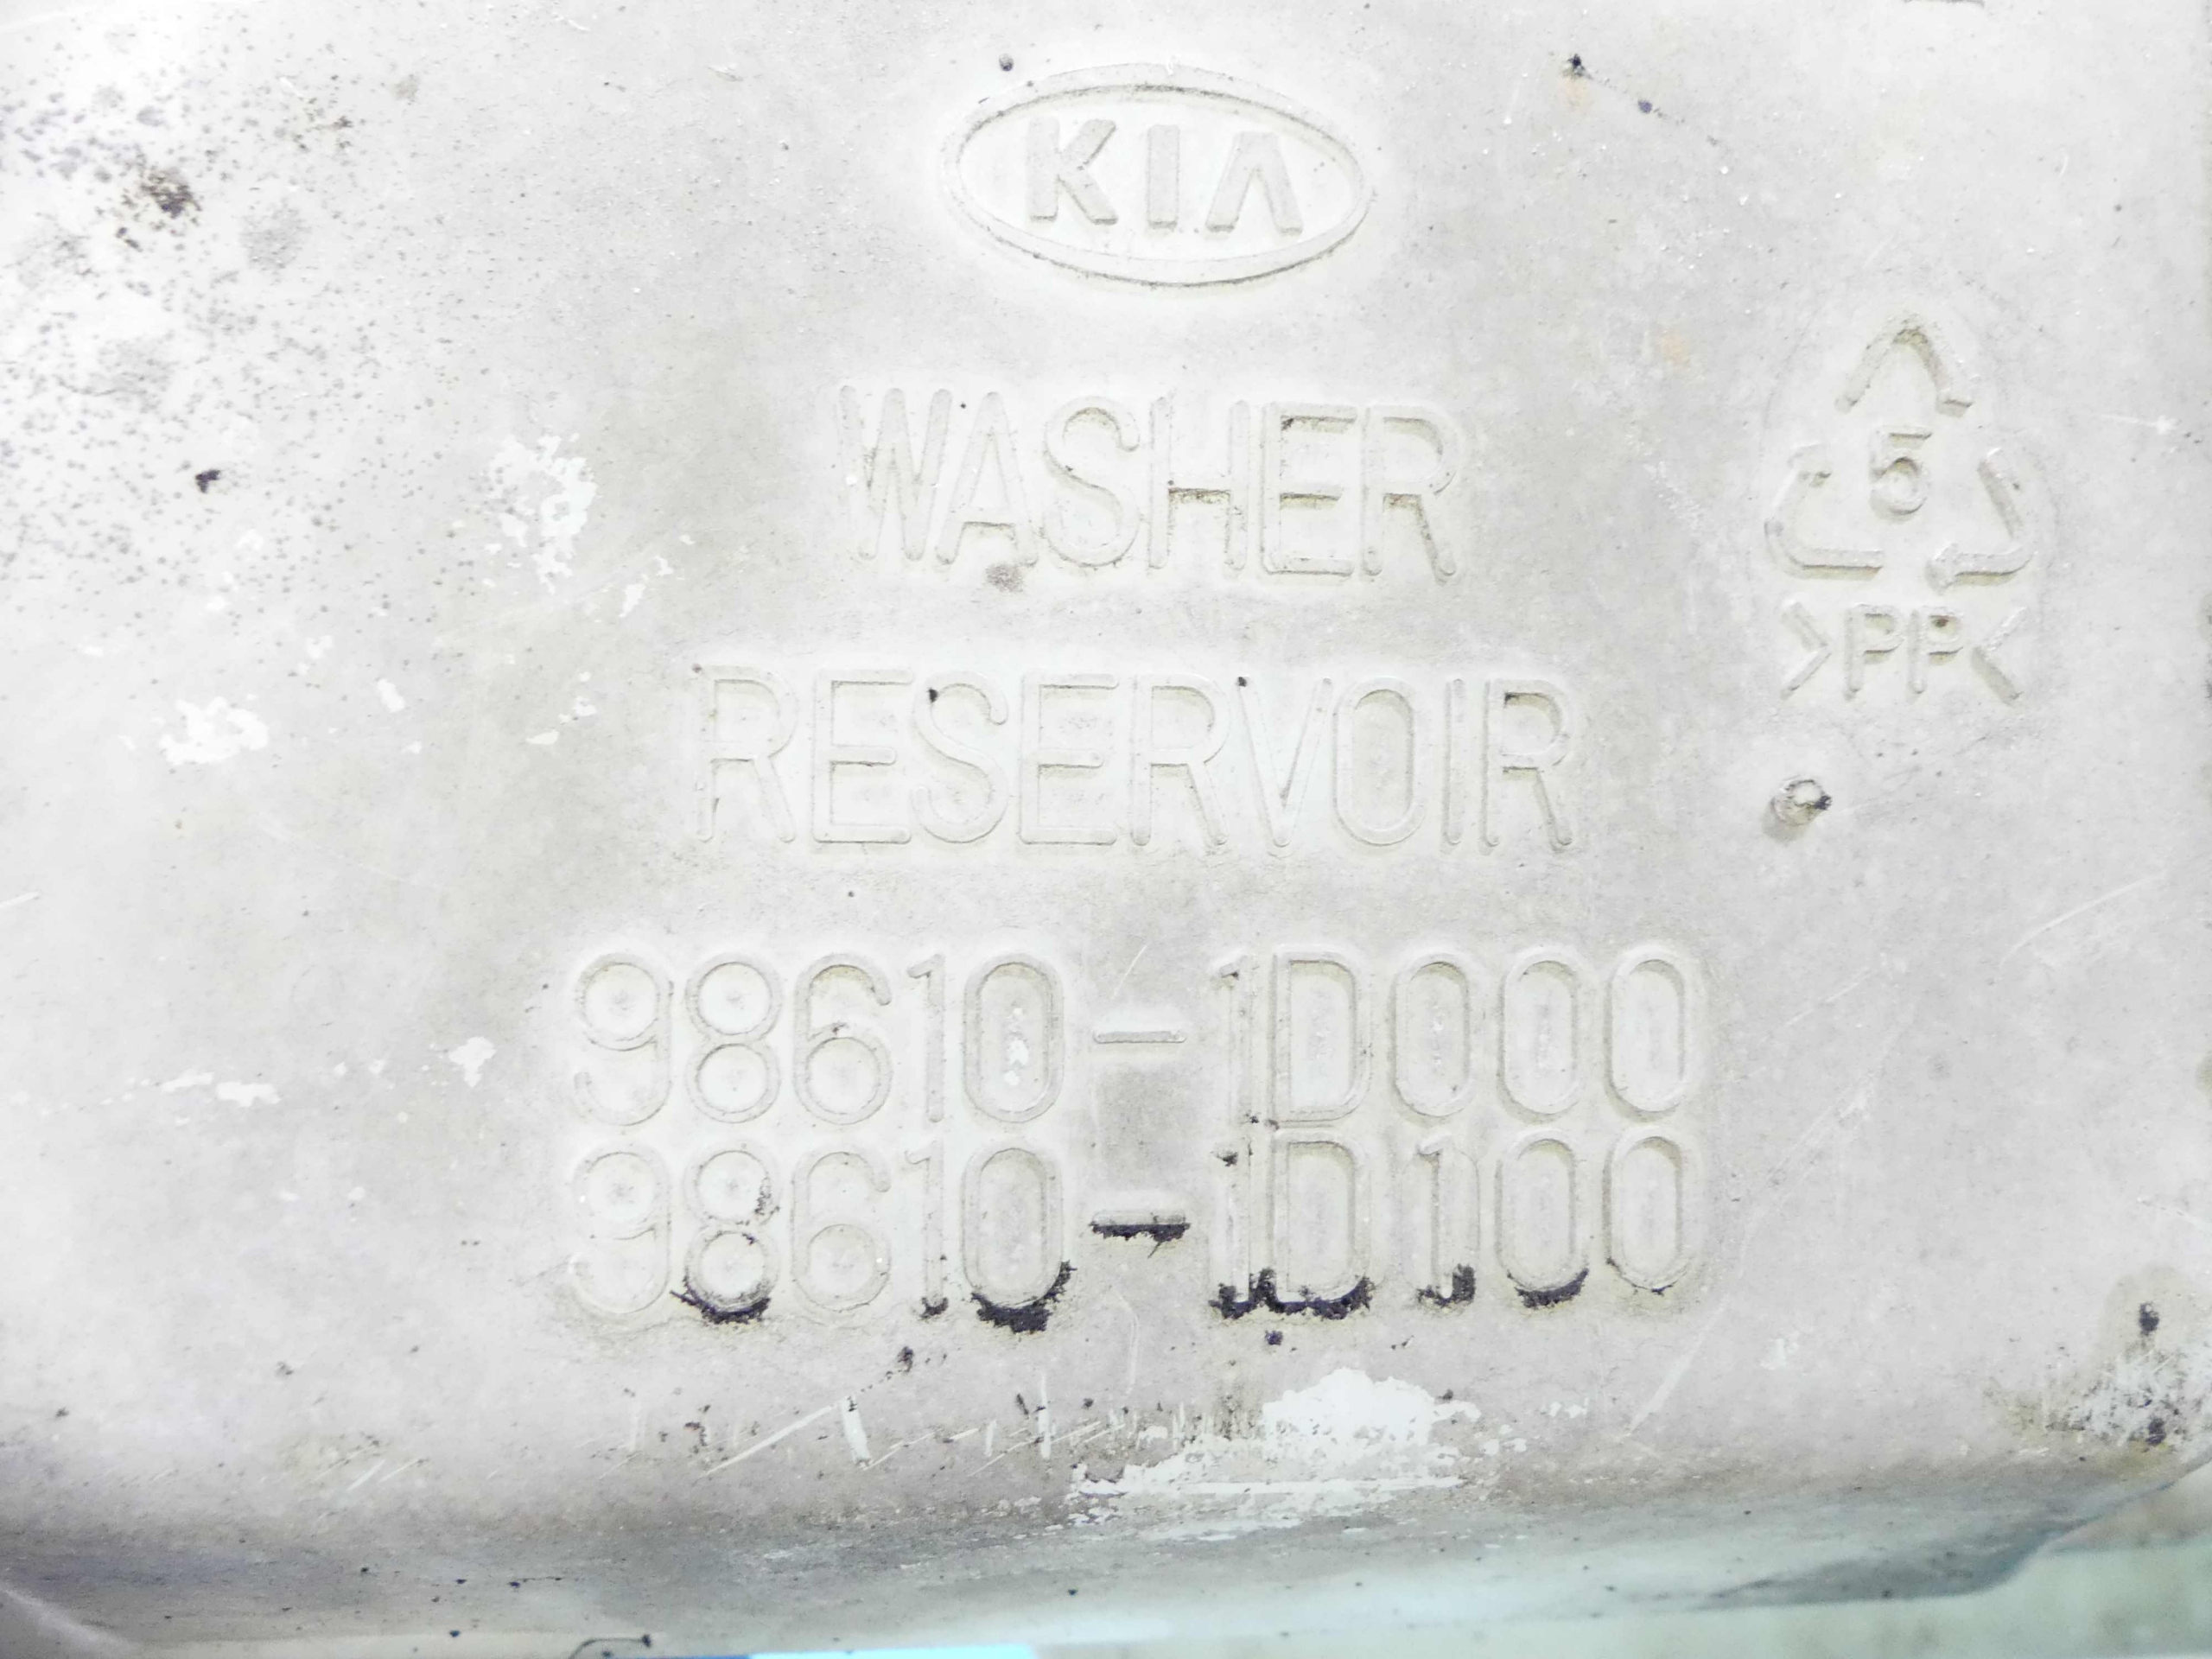 KIA
WASHER
RESERVOIR
98610-1D000
98610-1D100
5
>PP<